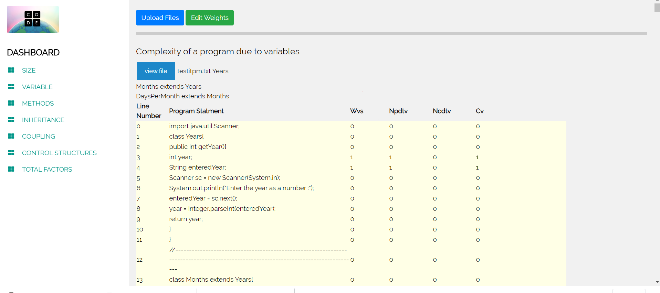 CODE
Upload Files Edit Weights
DASHBOARD
SIZE
VARIABLE
METHODS
INHERITANCE
COUPLING
CONTROL STRUCTURES
TOTAL FACTORS
Complexity of a program due to variables
view file test1pm.txt Years
Months extends Years
DaysPerMonth extends Months
Line Number Program Statment Wvs Npdtv Ncdtv Cv
0 import java.util.Scanner; 0 0 0 0
1 class Years{ 0 0 0 0
2 public int getYear(){ 0 0 0 0
3 int year; 1 1 0 1
4 String enteredYear; 1 1 0 1
5 Scanner sc = new Scanner(System.in); 0 0 0 0
6 System.out.println("Enter the year as a number: "); 0 0 0 0
7 enteredYear = sc.next(); 0 0 0 0
8 year = Integer.parseInt(enteredYear); 0 0 0 0
9 return year; 0 0 0 0
10 } 0 0 0 0
11 } 0 0 0 0
12 //--- 0 0 0 0
13 class Months extends Years{ 0 0 0 0